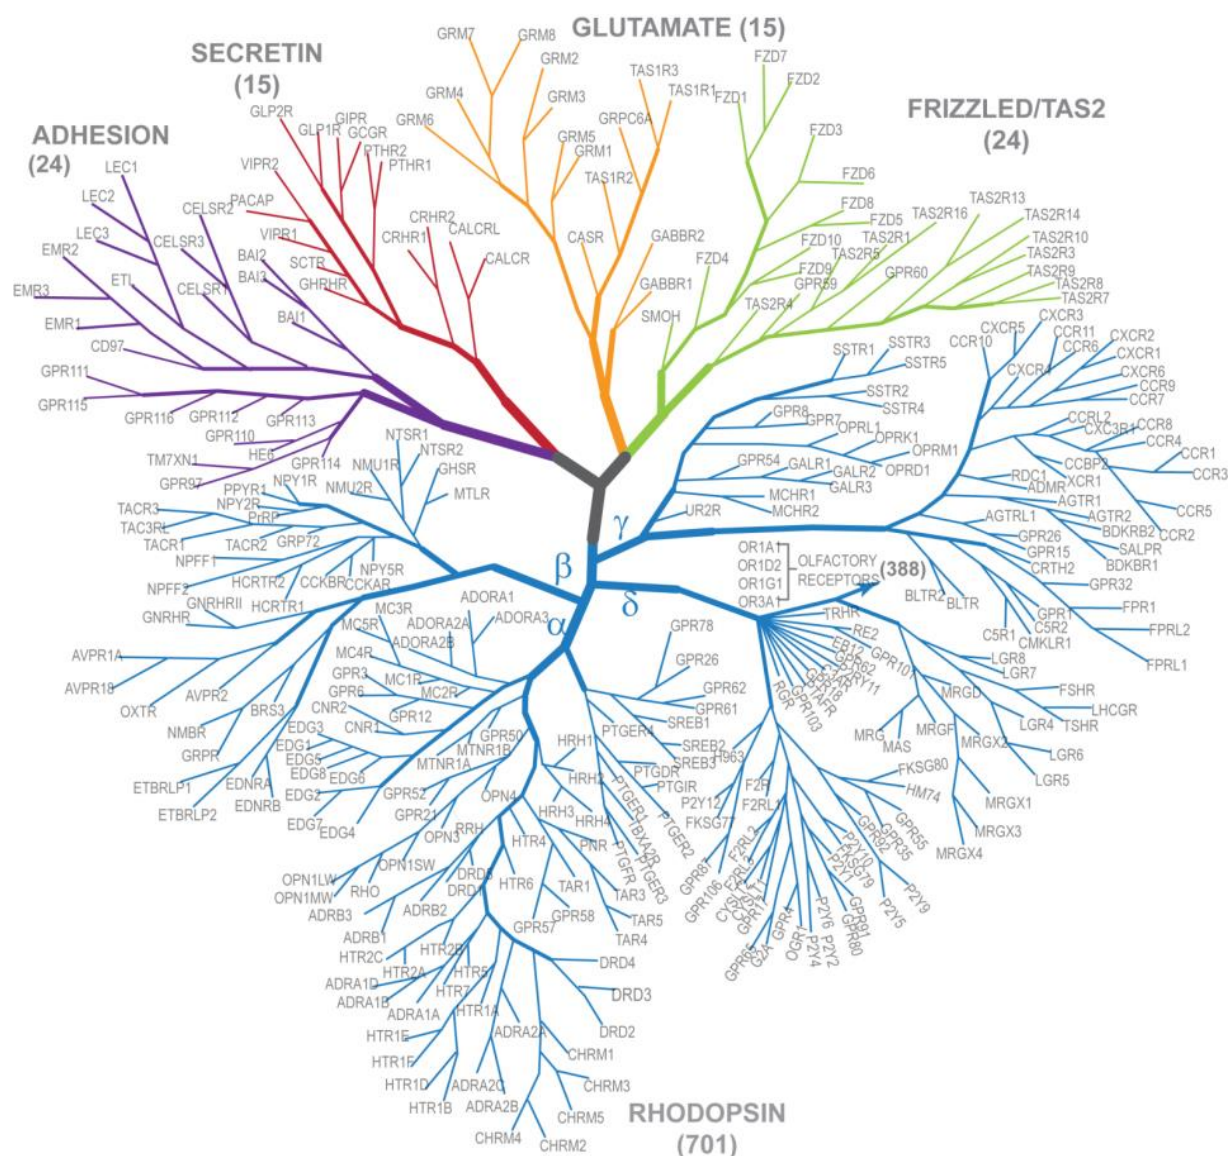 GLUTAMATE (15)
SECRETIN
(15)
ADHESION
(24)
FRIZZLED/TAS2
(24)
LEC1
LEC2
LEC3
EMR2
EMR3
EMR1
ETL
CD97
CELSR2
CELSR3
CELSR1
BAI2
BAI3
BAI1
GPR111
GPR115
GPR116
GPR112
GPR113
GPR110
HE6
TM7XN1
GPR114
GPR97
GLP2R
GLP1R
GIPR
GCGR
PTHR2
PTHR1
VIPR2
PACAP
VIPR1
SCTR
GHRHR
CRHR2
CRHR1
CALCRL
CALCR
GRM7
GRM8
GRM2
GRM4
GRM3
GRM6
GRM5
GRM1
TAS1R3
TAS1R1
GRPC6A
TAS1R2
CASR
GABBR2
GABBR1
FZD7
FZD2
FZD1
FZD3
FZD6
FZD8
FZD5
FZD10
FZD9
FZD4
SMOH
TAS2R13
TAS2R16
TAS2R14
TAS2R10
TAS2R3
TAS2R9
TAS2R8
TAS2R7
TAS2R1
TAS2R5
GPR60
GPR59
TAS2R4
SSTR1
SSTR3
SSTR5
SSTR2
SSTR4
GPR8
GPR7
OPRL1
OPRK1
OPRM1
OPRD1
GPR54
GALR1
GALR2
GALR3
MCHR1
MCHR2
UR2R
CXCR3
CXCR5
CCR11
CXCR2
CCR10
CCR6
CXCR1
CXCR4
CXCR6
CCR9
CCR7
CCRL2
CCR8
CXC3R1
CCR4
CCR1
CCBP2
CCR3
RDC1
XCR1
ADMR
AGTR1
CCR5
AGTRL1
AGTR2
BDKRB2
CCR2
GPR26
GPR15
SALPR
CRTH2
BDKBR1
GPR32
BLTR2
BLTR
GPR1
FPR1
C5R1
C5R2
CMKLR1
FPRL2
FPRL1
γ
β
δ
α
OR1A1
OR1D2
OR1G1
OR3A1
OLFACTORY
RECEPTORS
(388)
NTSR1
NTSR2
NMU1R
GHSR
NMU2R
MTLR
NPY1R
PPYR1
NPY2R
PrRP
TACR3
TAC3RL
TACR1
TACR2
GRP72
NPFF1
NPFF2
HCRTR2
HCRTR1
CCKBR
CCKAR
NPY5R
GNRHRII
GNRHR
AVPR1A
AVPR18
AVPR2
OXTR
NMBR
BRS3
GRPR
ETBRLP1
ETBRLP2
EDNRA
EDNRB
MC3R
MC5R
MC4R
MC1R
MC2R
ADORA1
ADORA2A
ADORA3
ADORA2B
GPR3
GPR6
GPR12
CNR2
CNR1
EDG3
EDG1
EDG5
EDG8
EDG6
EDG2
EDG7
EDG4
GPR50
MTNR1B
MTNR1A
GPR52
GPR21
OPN4
OPN3
RRH
OPN1SW
OPN1LW
OPN1MW
RHO
GPR78
GPR26
GPR62
GPR61
SREB1
SREB2
SREB3
PTGER4
PTGDR
PTGIR
PTGER1
PTGER2
TBXA2R
PTGER3
PTGFR
HRH1
HRH2
HRH3
HRH4
HTR4
PNR
HTR6
TAR1
TAR3
TAR5
TAR4
GPR58
GPR57
DRD5
DRD1
ADRB3
ADRB2
ADRB1
HTR2C
HTR2B
HTR2A
ADRA1D
ADRA1B
ADRA1A
HTR5
HTR7
HTR1A
HTR1E
HTR1F
HTR1D
HTR1B
ADRA2A
ADRA2C
ADRA2B
DRD4
DRD3
DRD2
CHRM1
CHRM3
CHRM5
CHRM4
CHRM2
TRHR
RE2
EB12
GPR62
GPR101
GPR103
RGR
LGR8
LGR7
FSHR
LHCGR
TSHR
LGR4
LGR6
LGR5
MRGD
MRG
MAS
MRGF
MRGX2
MRGX1
MRGX3
MRGX4
H963
P2Y12
FKSG77
GPR87
GPR106
F2R
F2RL1
F2RL2
F2RL3
GPR17
GPR65
G2A
GPR4
OGR1
P2Y6
P2Y4
P2Y2
GPR80
GPR91
P2Y1
FKSG79
P2Y10
GPR92
GPR35
GPR55
P2Y5
P2Y9
FKSG80
HM74
RHODOPSIN
(701)